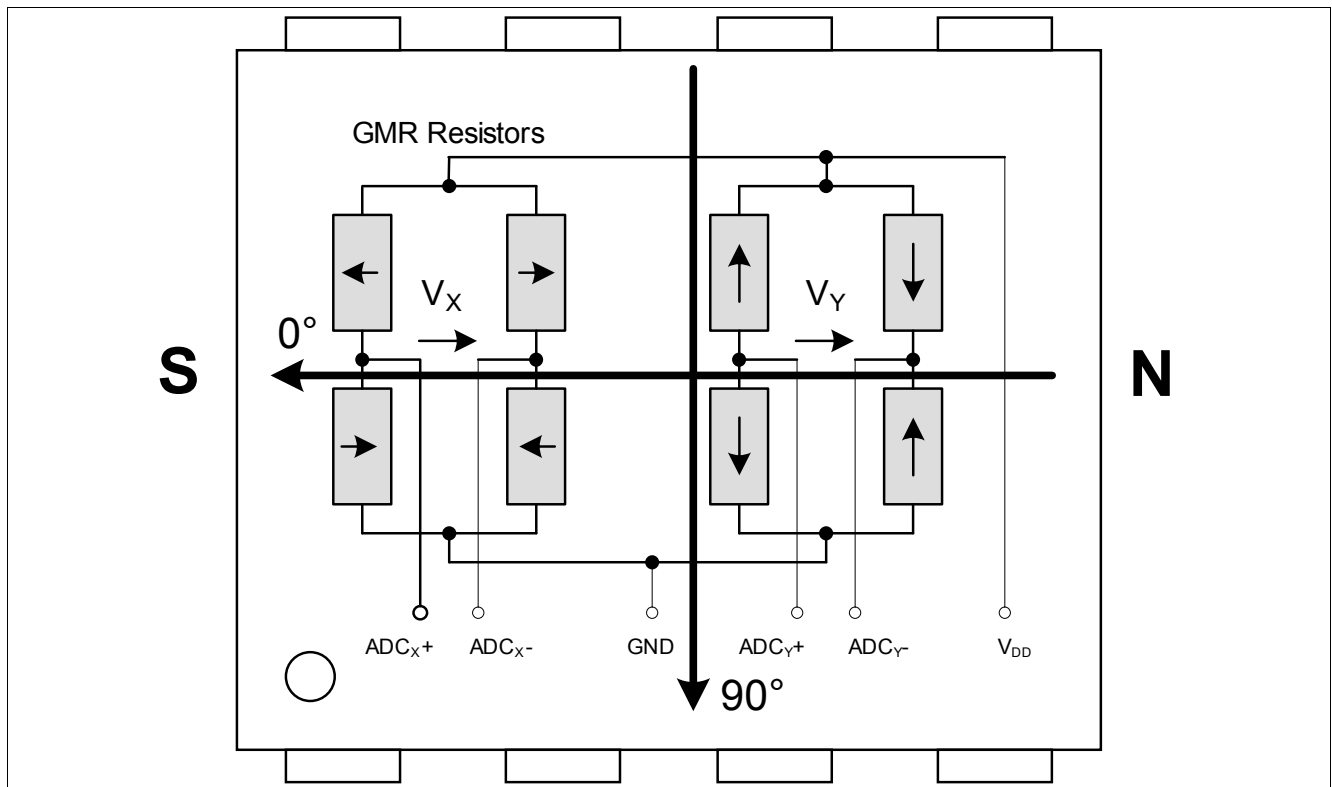 GMR Resistors
V_X
V_Y
0°
S
N
ADC_X+
ADC_X-
GND
ADC_Y+
ADC_Y-
V_DD
90°